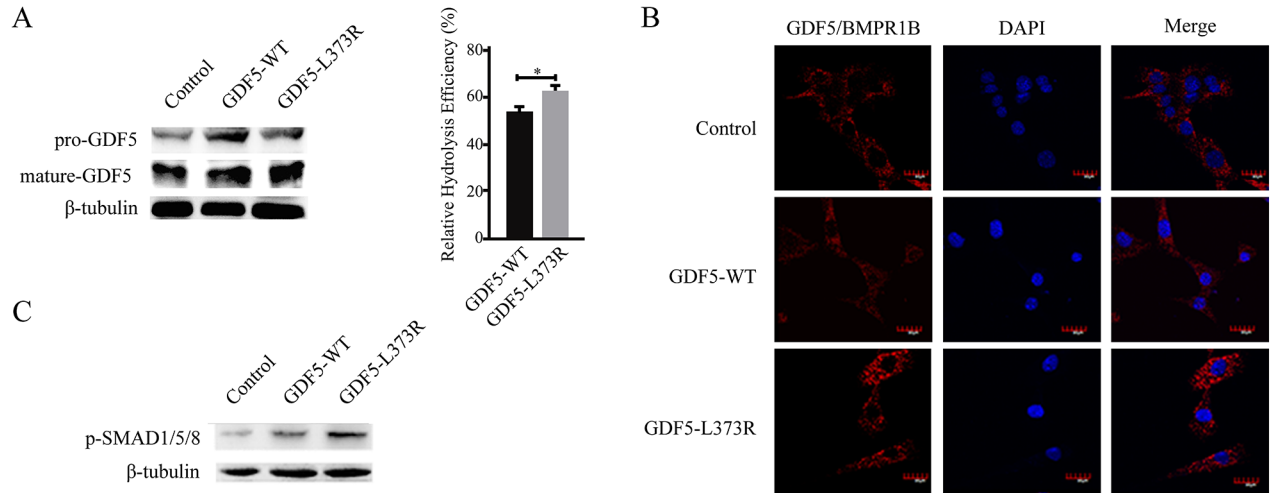 A
Control
GDF5-WT
GDF5-L373R
pro-GDF5
mature-GDF5
β-tubulin
Relative Hydrolysis Efficiency (%)
80
60
40
20
0
*
GDF5-WT
GDF5-L373R
B
GDF5/BMPR1B
DAPI
Merge
Control
GDF5-WT
GDF5-L373R
C
Control
GDF5-WT
GDF5-L373R
p-SMAD1/5/8
β-tubulin